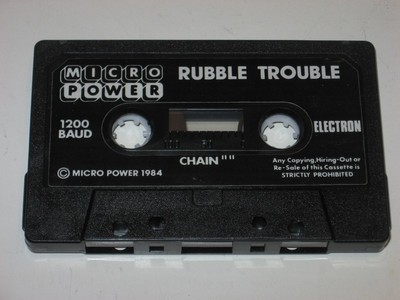 MICRO
POWER
RUBBLE TROUBLE
1200
BAUD
ELECTRON
CHAIN ""
Any Copying,Hiring-Out or
Re-Sale of this Cassette is
STRICTLY PROHIBITED
© MICRO POWER 1984